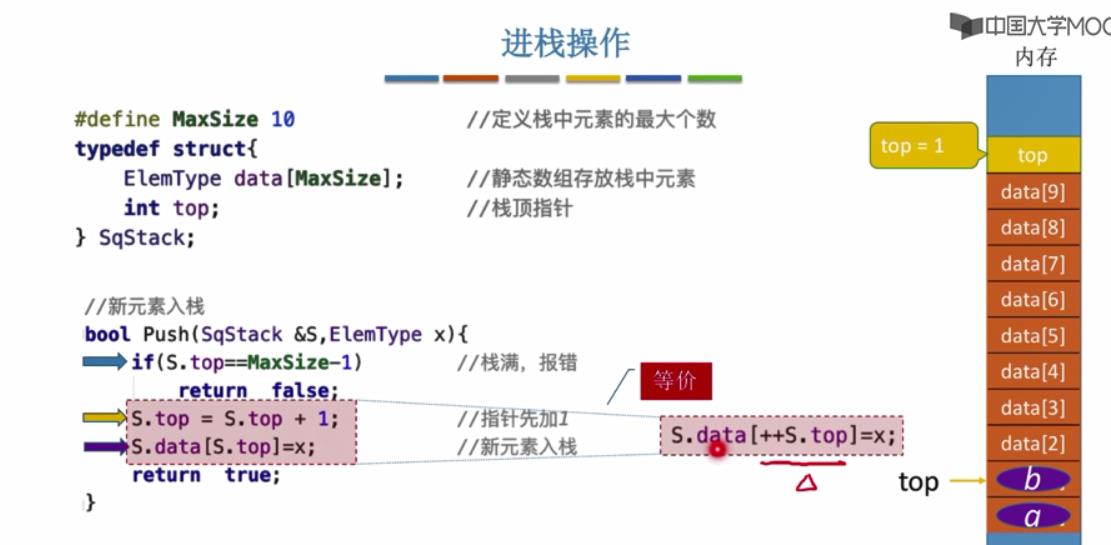 中国大学MOOC
进栈操作
内存
#define MaxSize 10 //定义栈中元素的最大个数
typedef struct{
ElemType data[MaxSize]; //静态数组存放栈中元素
int top; //栈顶指针
} SqStack;
top = 1
top
data[9]
data[8]
data[7]
data[6]
data[5]
data[4]
data[3]
data[2]
b
a
top
//新元素入栈
bool Push(SqStack &S,ElemType x){
if(S.top==MaxSize-1) //栈满，报错
return false;
S.top = S.top + 1; //指针先加1
S.data[S.top]=x; //新元素入栈
return true;
}
等价
S.data[++S.top]=x;